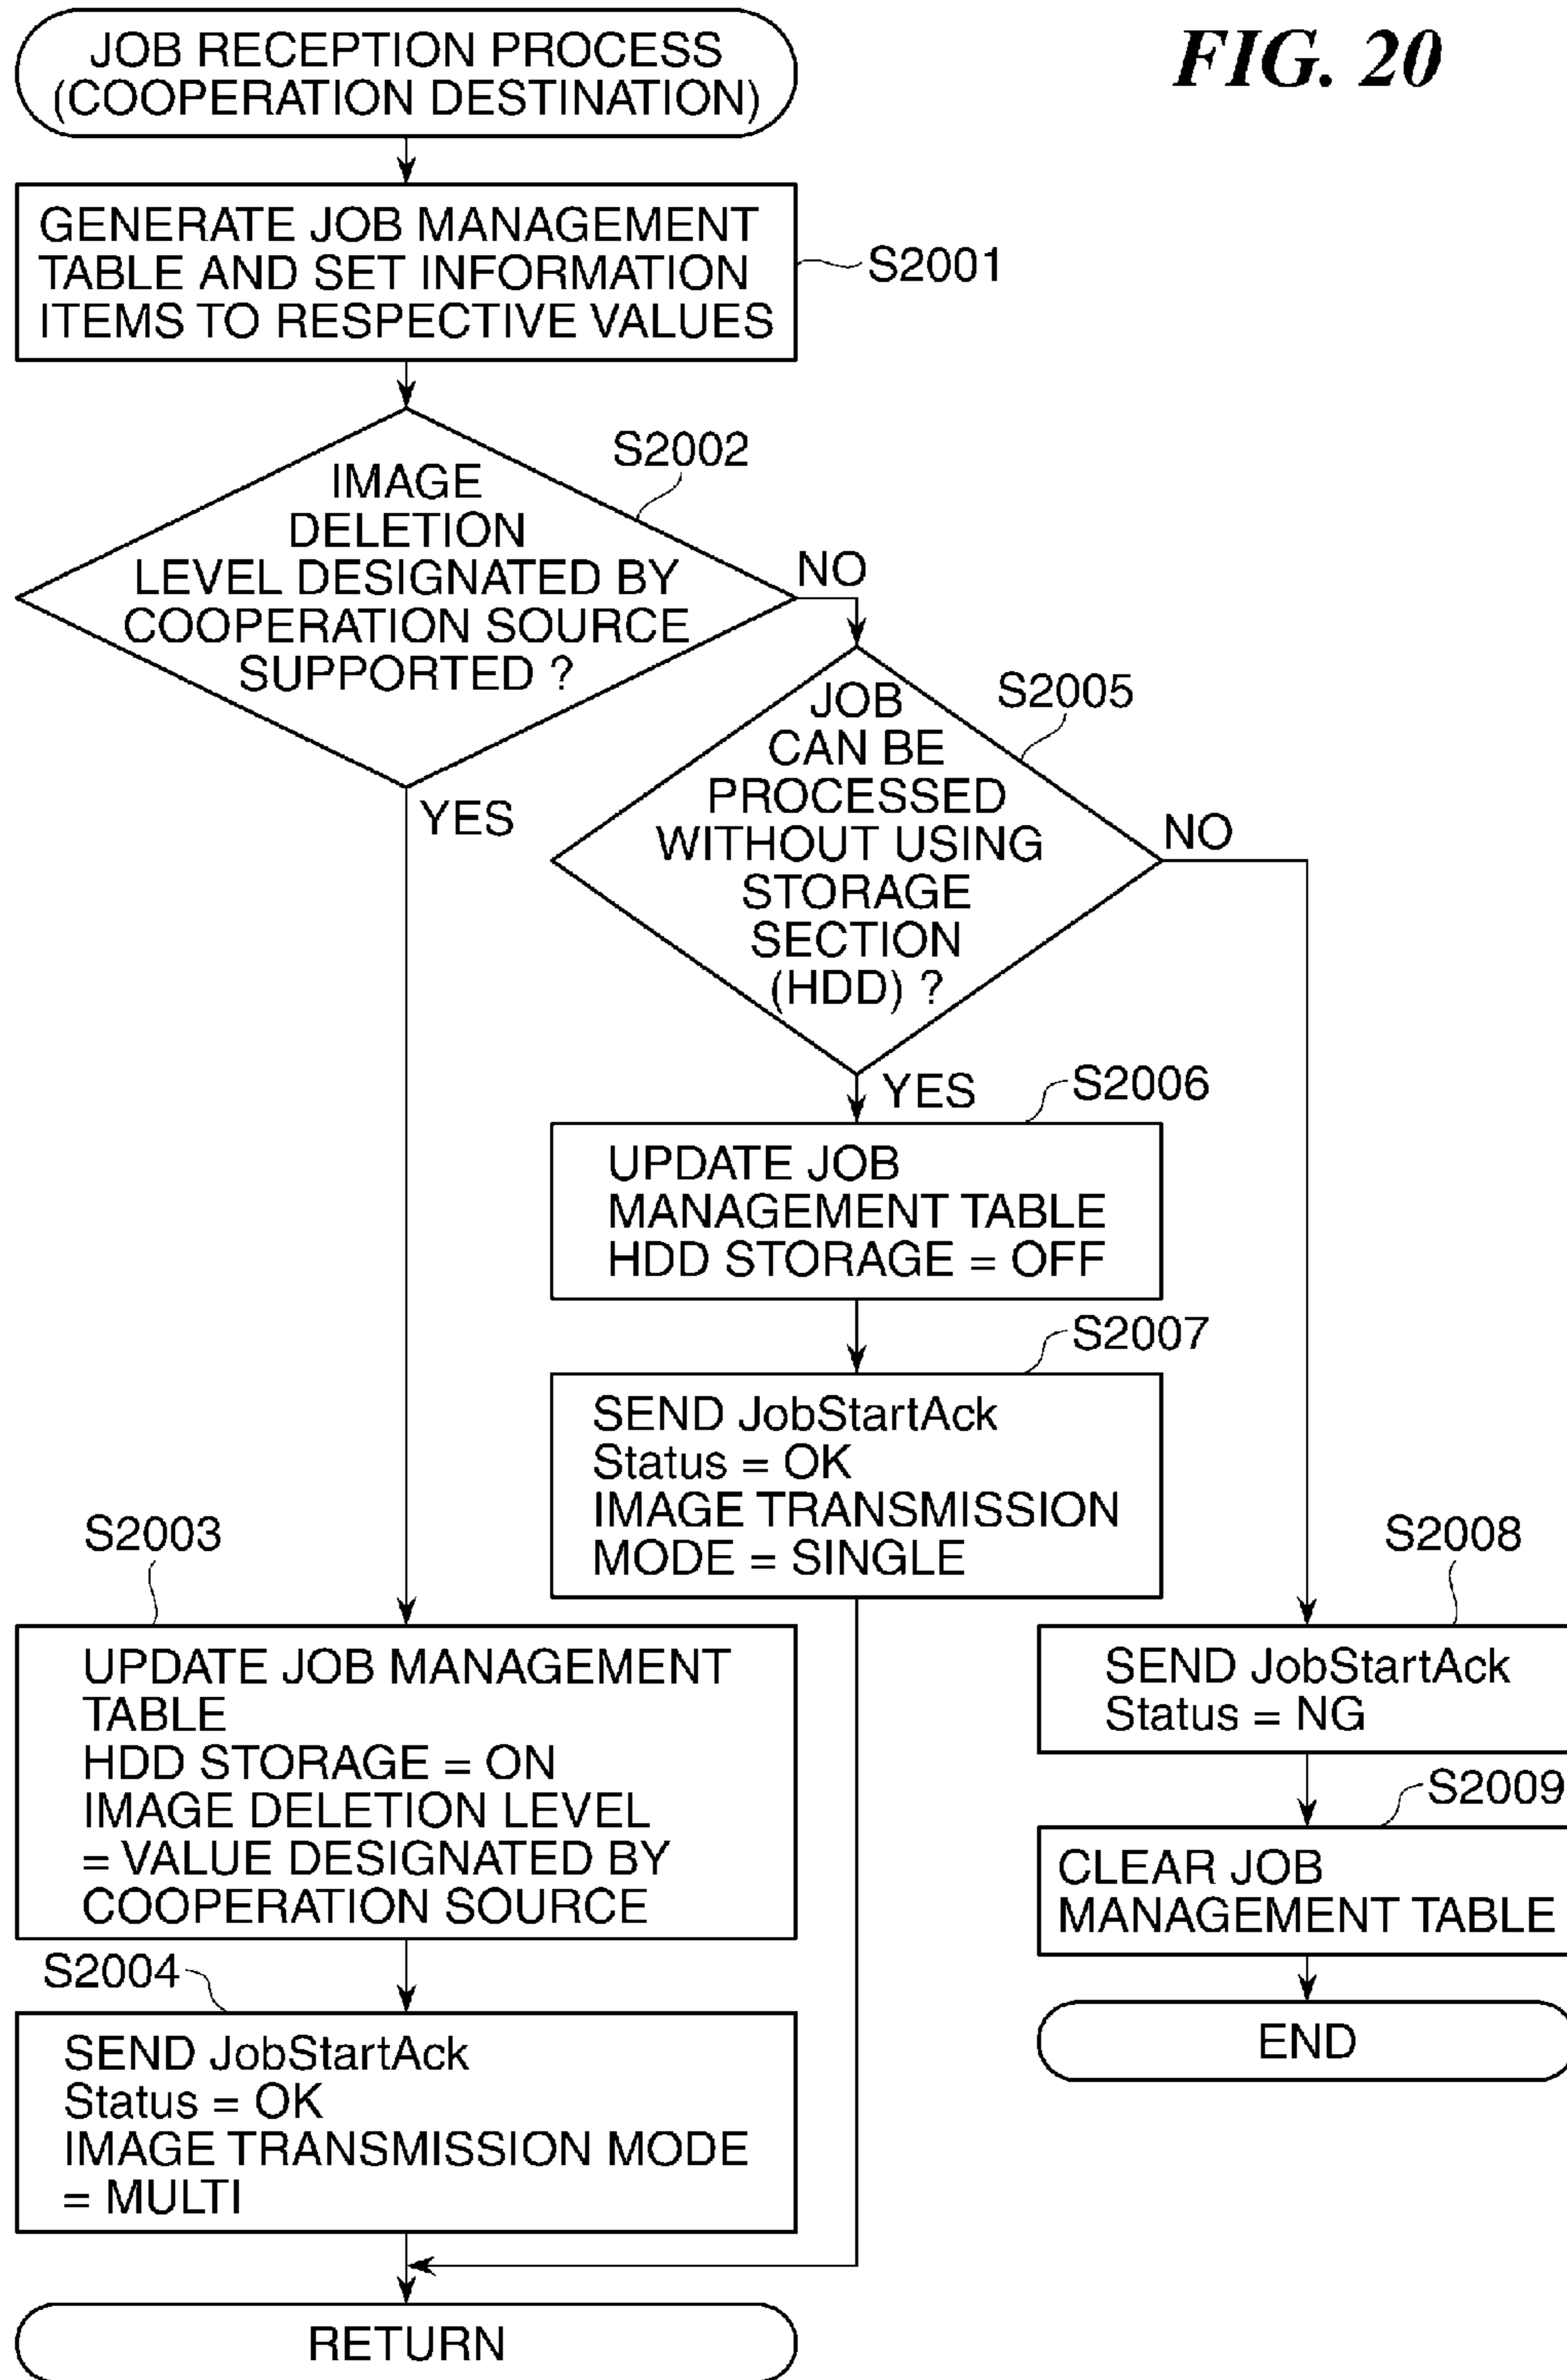 FIG. 20
JOB RECEPTION PROCESS
(COOPERATION DESTINATION)
GENERATE JOB MANAGEMENT
TABLE AND SET INFORMATION
ITEMS TO RESPECTIVE VALUES
S2001
S2002
IMAGE
DELETION
LEVEL DESIGNATED BY
COOPERATION SOURCE
SUPPORTED ?
NO
YES
S2005
JOB
CAN BE
PROCESSED
WITHOUT USING
STORAGE
SECTION
(HDD) ?
NO
YES
S2006
UPDATE JOB
MANAGEMENT TABLE
HDD STORAGE = OFF
S2007
SEND JobStartAck
Status = OK
IMAGE TRANSMISSION
MODE = SINGLE
S2003
UPDATE JOB MANAGEMENT
TABLE
HDD STORAGE = ON
IMAGE DELETION LEVEL
= VALUE DESIGNATED BY
COOPERATION SOURCE
S2004
SEND JobStartAck
Status = OK
IMAGE TRANSMISSION MODE
= MULTI
S2008
SEND JobStartAck
Status = NG
S2009
CLEAR JOB
MANAGEMENT TABLE
END
RETURN